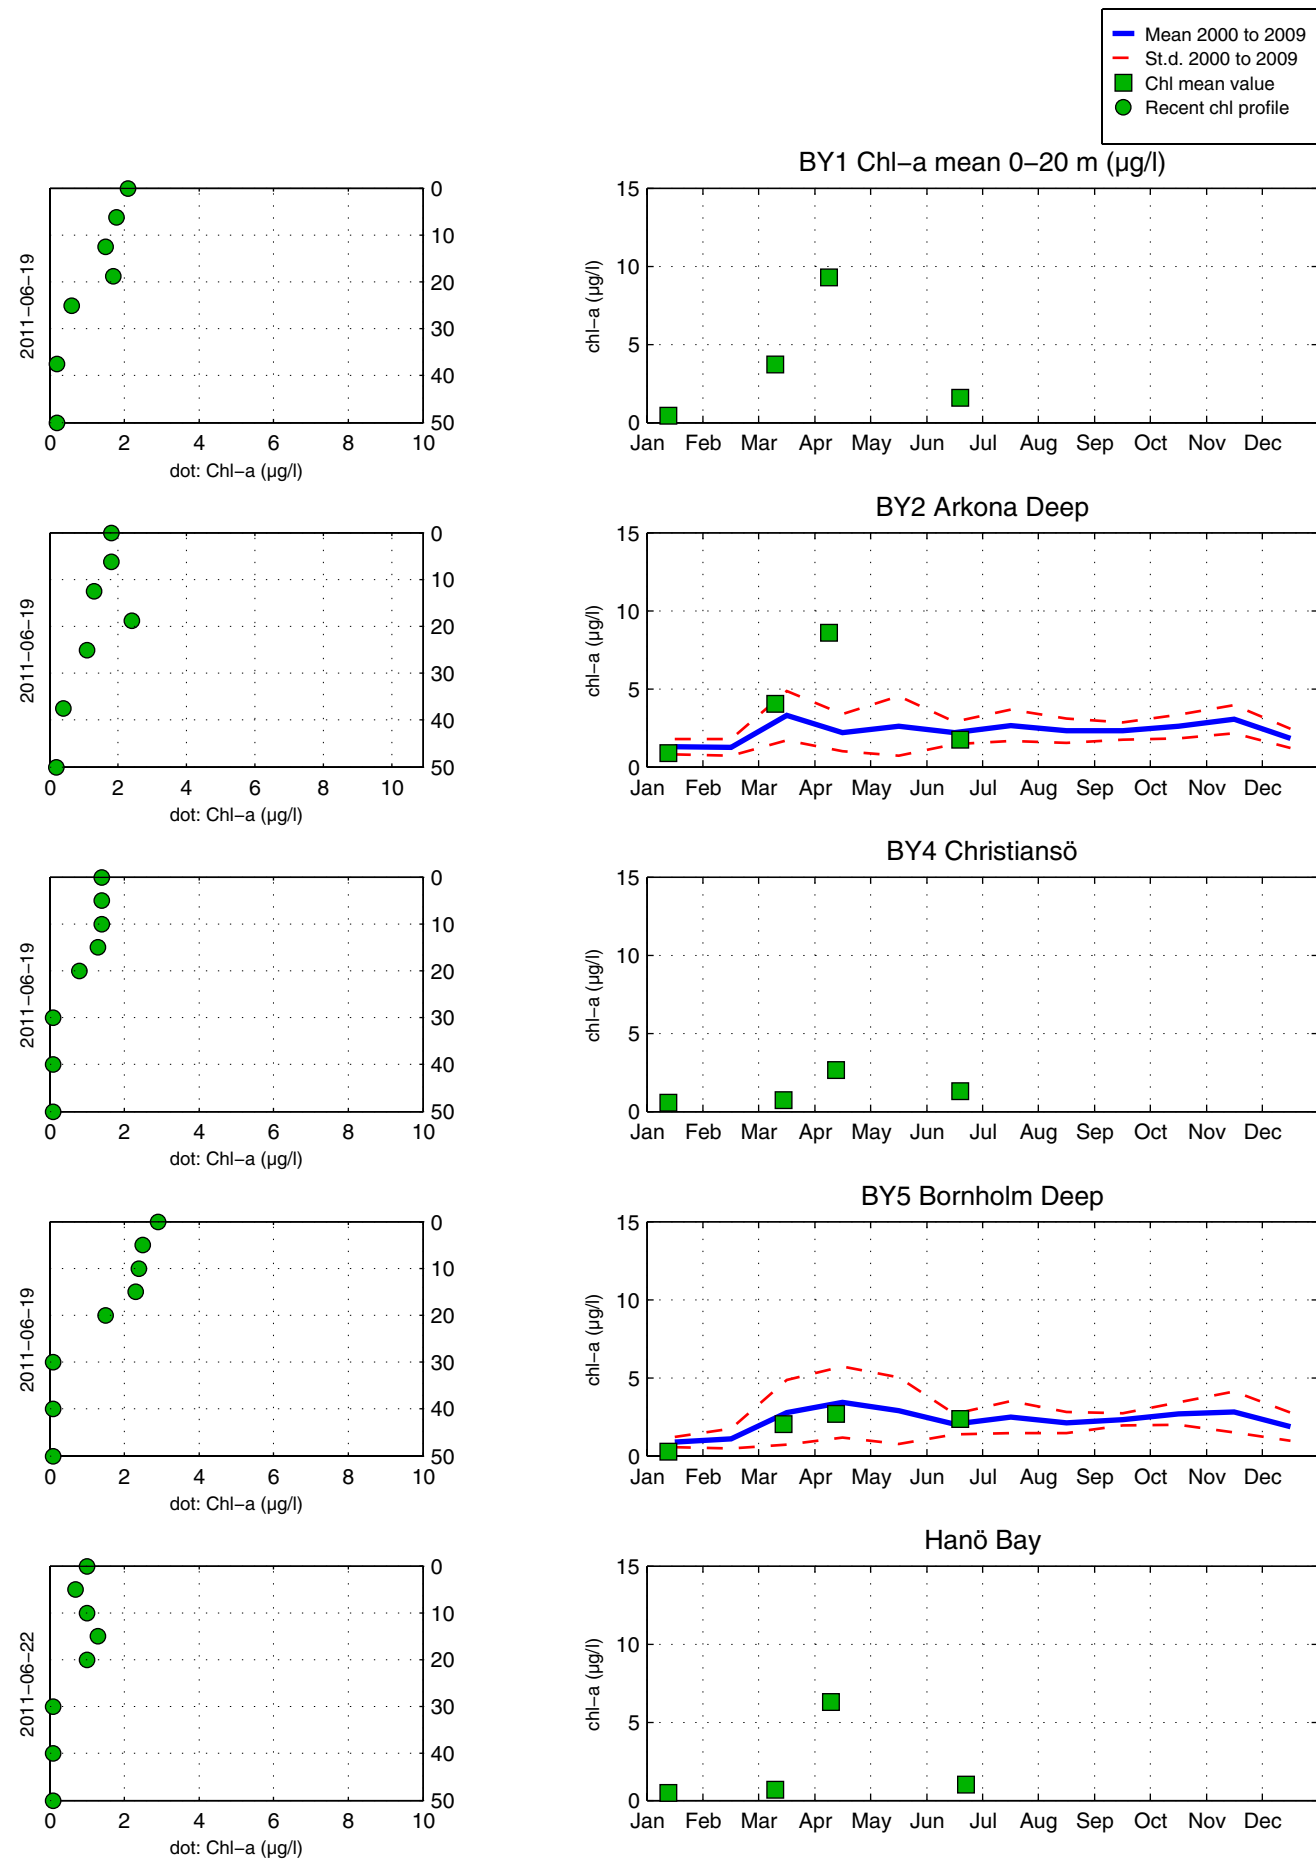 Mean 2000 to 2009
St.d. 2000 to 2009
Chl mean value
Recent chl profile
2011−06−19
0
10
20
30
40
50
0 2 4 6 8 10
dot: Chl−a (µg/l)
BY1 Chl−a mean 0−20 m (µg/l)
chl−a (µg/l)
15
10
5
0
Jan Feb Mar Apr May Jun Jul Aug Sep Oct Nov Dec
2011−06−19
0
10
20
30
40
50
0 2 4 6 8 10
dot: Chl−a (µg/l)
BY2 Arkona Deep
chl−a (µg/l)
15
10
5
0
Jan Feb Mar Apr May Jun Jul Aug Sep Oct Nov Dec
2011−06−19
0
10
20
30
40
50
0 2 4 6 8 10
dot: Chl−a (µg/l)
BY4 Christiansö
chl−a (µg/l)
15
10
5
0
Jan Feb Mar Apr May Jun Jul Aug Sep Oct Nov Dec
2011−06−19
0
10
20
30
40
50
0 2 4 6 8 10
dot: Chl−a (µg/l)
BY5 Bornholm Deep
chl−a (µg/l)
15
10
5
0
Jan Feb Mar Apr May Jun Jul Aug Sep Oct Nov Dec
2011−06−22
0
10
20
30
40
50
0 2 4 6 8 10
dot: Chl−a (µg/l)
Hanö Bay
chl−a (µg/l)
15
10
5
0
Jan Feb Mar Apr May Jun Jul Aug Sep Oct Nov Dec